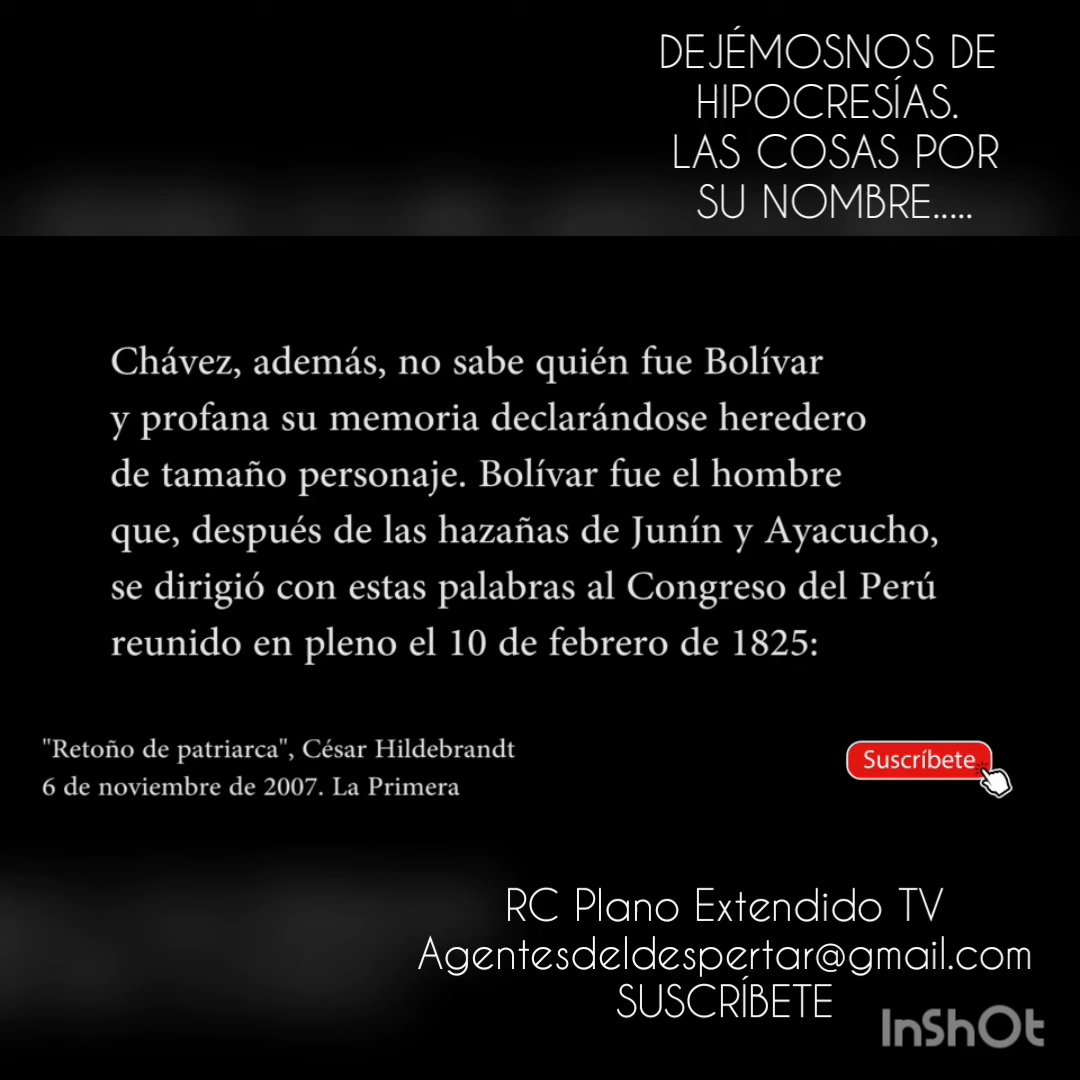 DEJÉMOSNOS DE
HIPOCRESÍAS.
LAS COSAS POR
SU NOMBRE.....
Chávez, además, no sabe quién fue Bolívar
y profana su memoria declarándose heredero
de tamaño personaje. Bolívar fue el hombre
que, después de las hazañas de Junín y Ayacucho,
se dirigió con estas palabras al Congreso del Perú
reunido en pleno el 10 de febrero de 1825:
"Retoño de patriarca", César Hildebrandt
6 de noviembre de 2007. La Primera
Suscríbete
RC Plano Extendido TV
Agentesdeldespertar@gmail.com
SUSCRÍBETE
InShOt